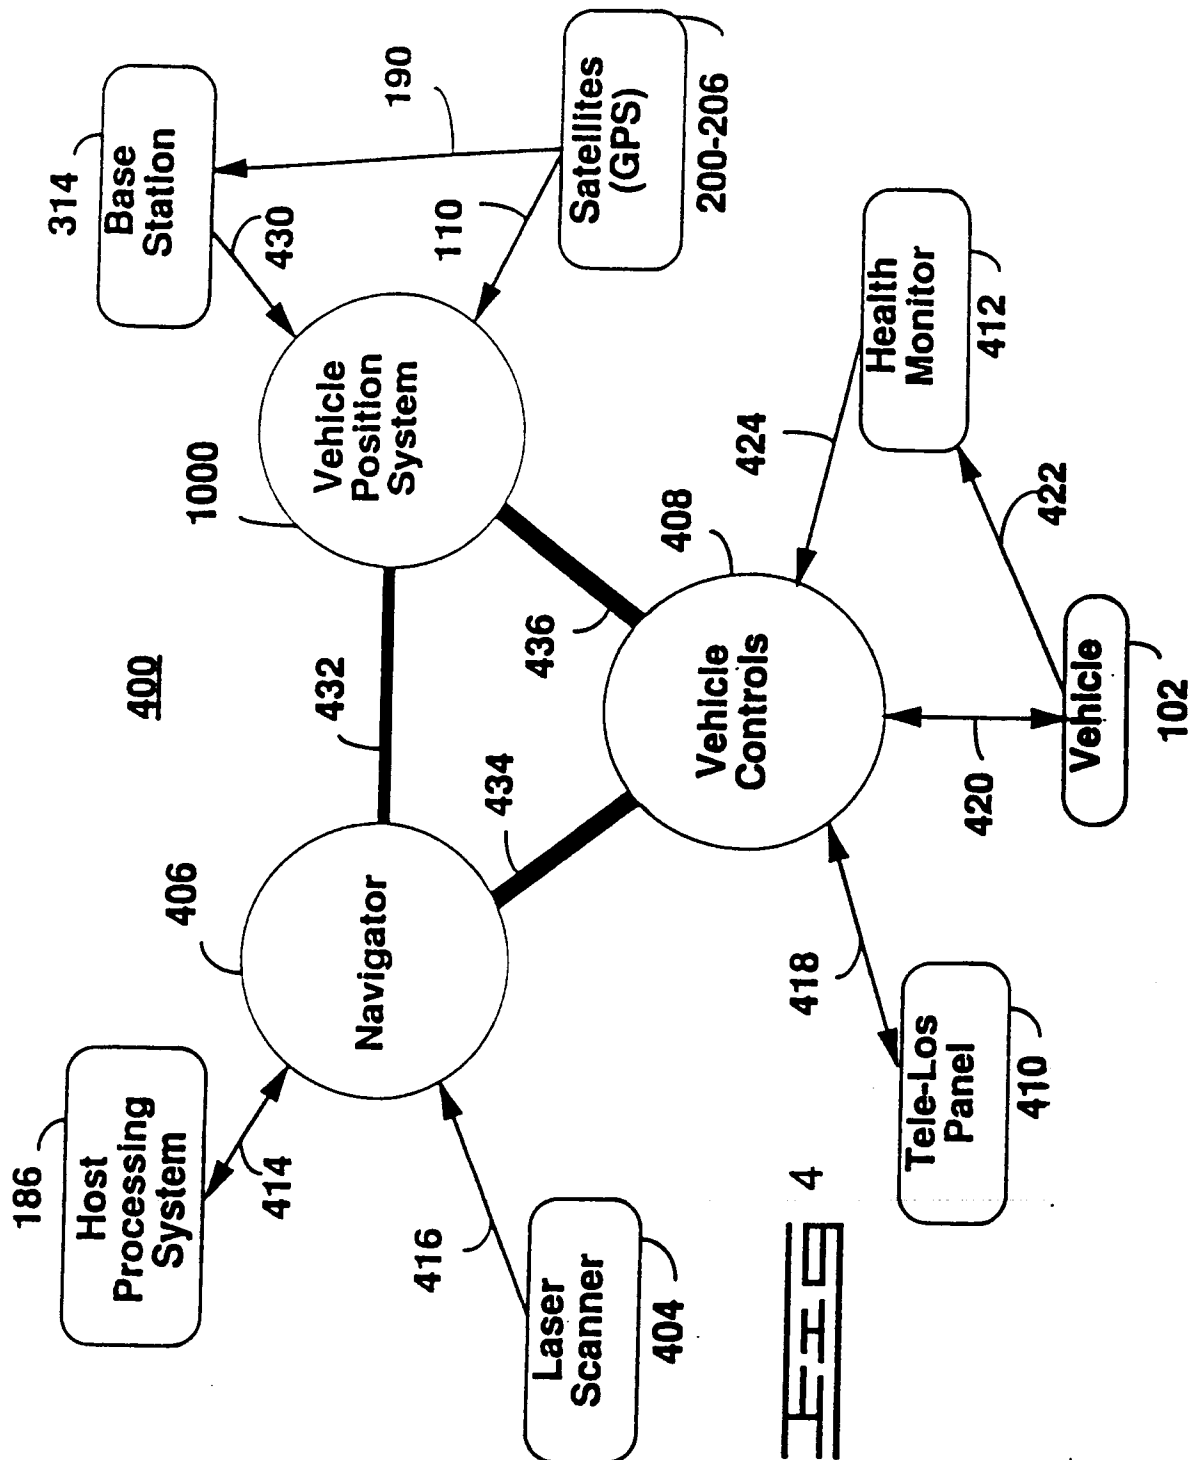 400
186
Host
Processing
System
414
406
Navigator
432
1000
Vehicle
Position
System
314
Base
Station
430
190
110
Satellites
(GPS)
200-206
416
Laser
Scanner
404
434
436
408
Vehicle
Controls
424
Health
Monitor
412
418
Tele-Los
Panel
410
420
422
Vehicle
102
FIG 4